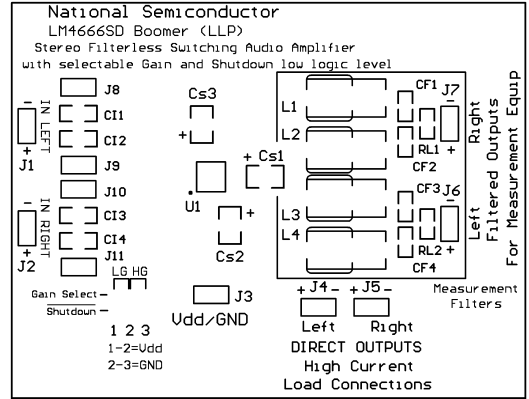 National Semiconductor
LM4666SD Boomer (LLP)
Stereo Filterless Switching Audio Amplifier
with selectable Gain and Shutdown low logic level
J8
Cs3
CF1
J7
IN LEFT
CI1
L1
Right
CI2
L2
RL1
J1
Cs1
CF2
J9
J10
U1
CF3
J6
IN RIGHT
CI3
L3
Left
CI4
L4
RL2
J2
J11
Cs2
CF4
Filtered Outputs
For Measurement Equip
LG HG
Gain Select
Shutdown
J3
J4
J5
Measurement
Filters
1 2 3
Vdd/GND
Left
Right
1-2=Vdd
2-3=GND
DIRECT OUTPUTS
High Current
Load Connections